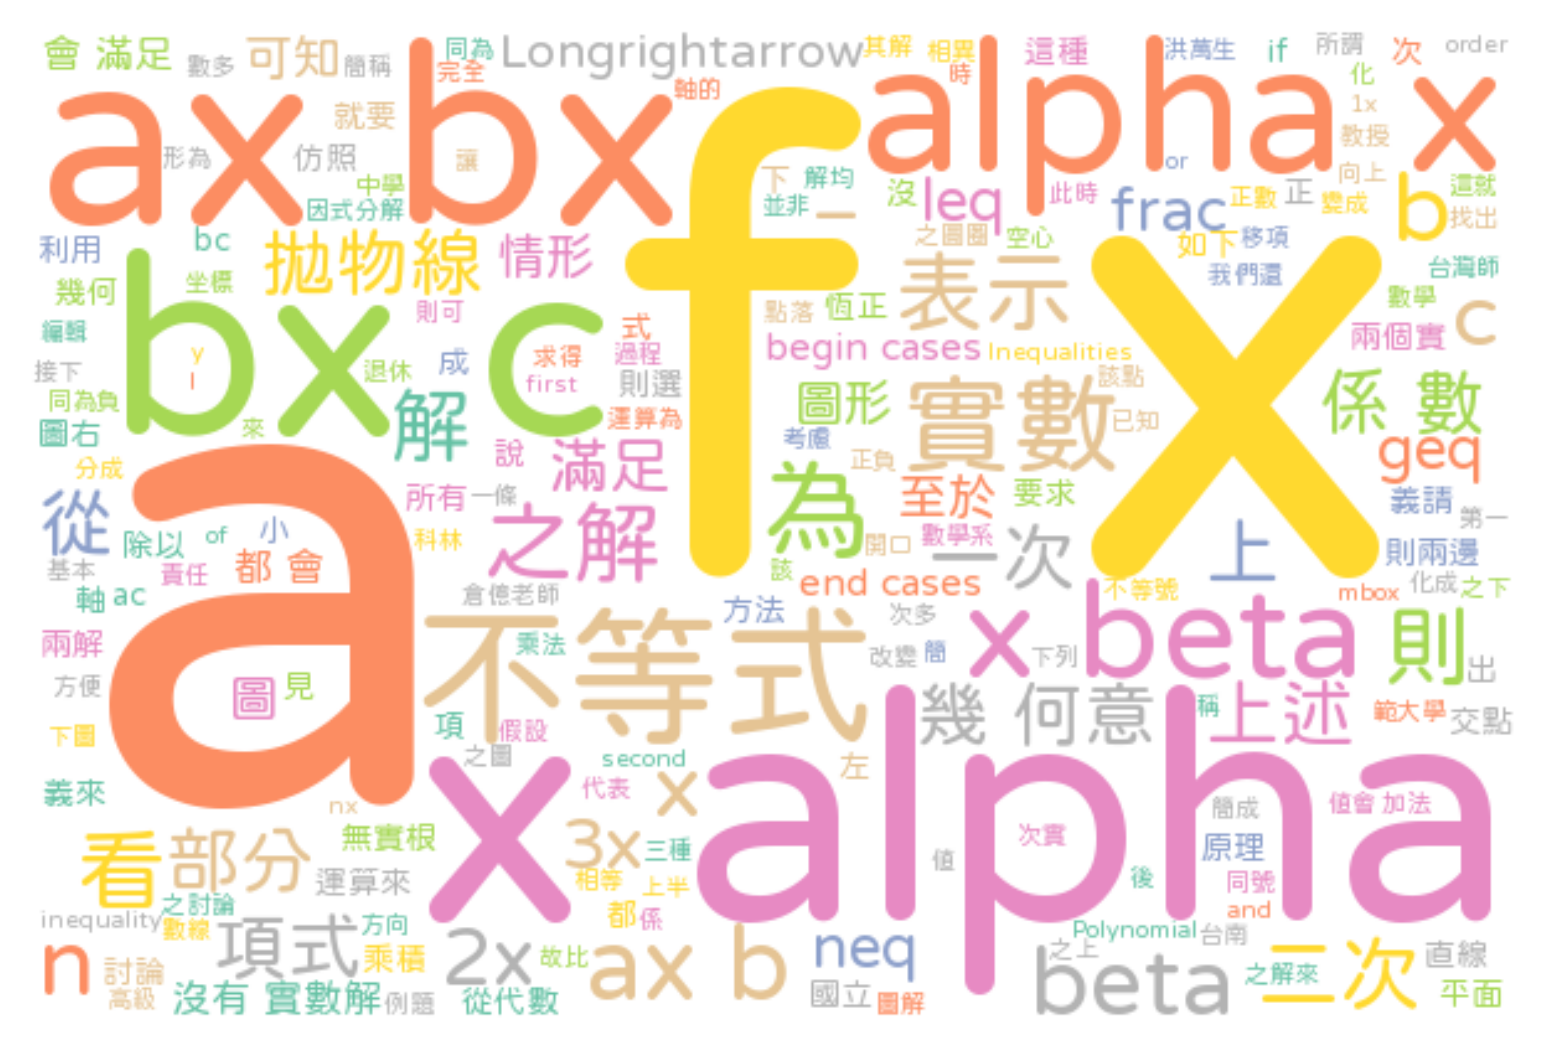 會 滿足 數多 可知 簡稱 同為 Longrightarrow 其解 相異 這種 洪萬生 if 所謂 次 order
完全 軸的 時 化
ax bx f alpha x
就要 1x 教授
形為 仿照 讓 or 向上
中學 下 解均 沒 leq 此時 frac 正數 正 變成 b 這就
因式分解 並非 一 找出
利用 bc 拋物線 情形 之圓圈 空心 如下 移項
坐標 表示 我們還 台灣師
幾何 bx c 則可 點落 恆正 x 數學 c
編輯 式 begin cases Inequalities 兩個實
接下 y 退休 成 求得 過程 該點
l first 則選 圖形 實數 係 數
同為負 解 運算為 已知
圖右 來 說 滿足 考慮 geq
分成 a 正負
從 所有 一條 之解 為 至於 要求 義請 第一
除以 of 小 科林 開口 數學系 一次 上 則兩邊
基本 責任 都 會 該 end cases 不等號 mbox 化成 之下
軸 ac 倉億老師 方法 次多
兩解 不等式 乘法 改變 簡 x 下列 beta 則 出
方便 圖 見 幾 何意 稱 上述 範大學 交點
下圖 項 假設
之圖 second 左
義來 nx x 代表 x alpha 簡成 值會 加法
看 部分 無實根 3x 三種 次實 原理
運算來 相等 上半 值 後 同號
inequality 之討論 都 係 and
數線 項式 方向 Polynomial 台南
n 討論 乘積 2x 故比 ax b neq 之上 beta 之解來 二次 直線
高級 沒有 實數解 例題 從代數 國立 圖解 平面